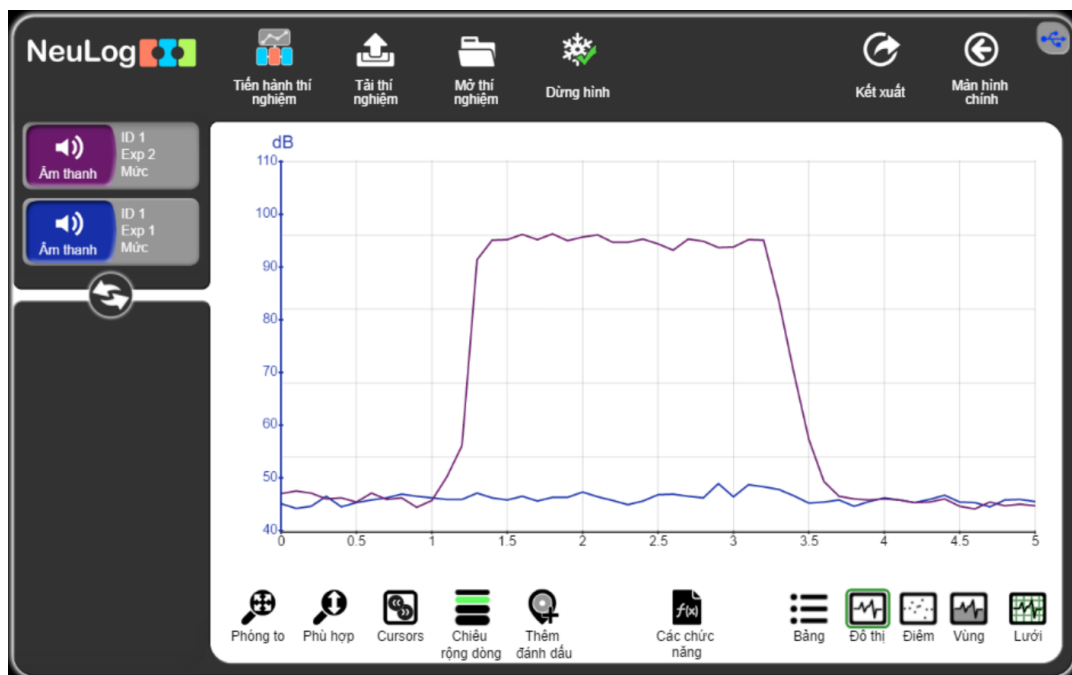 NeuLog
Tiến hành thí
nghiệm
Tải thí
nghiệm
Mở thí
nghiệm
Dừng hình
Kết xuất
Màn hình
chính
Âm thanh
ID 1
Exp 2
Mức
Âm thanh
ID 1
Exp 1
Mức
dB
110
100
90
80
70
60
50
40
0
0.5
1
1.5
2
2.5
3
3.5
4
4.5
5
Phóng to
Phù hợp
Cursors
Chiều
rộng dòng
Thêm
đánh dấu
f(x)
Các chức
năng
Bảng
Đồ thị
Điểm
Vùng
Lưới